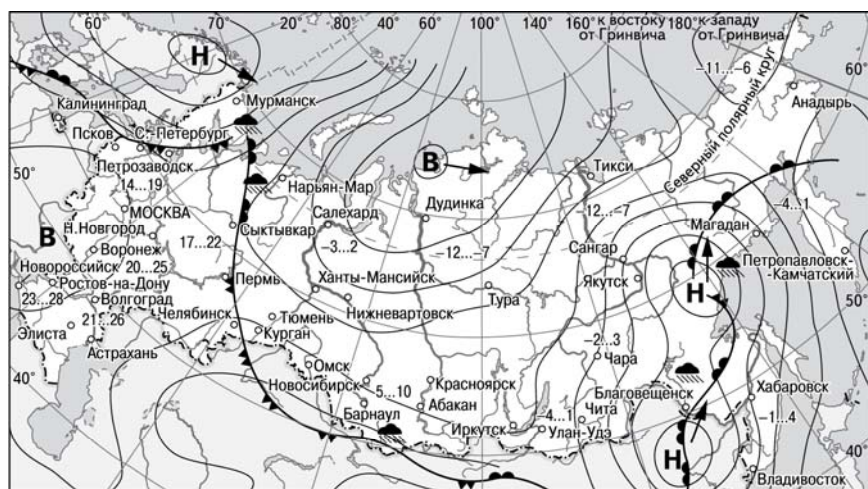 60° 70° 20° 80° 40° 60° 80° 100° 120° 140° 160° к востоку 180° к западу
от Гринвича от Гринвича
Н
–11...–6
60°
Северный полярный круг
Анадырь
Мурманск
Калининград
Псков С.-Петербург
В
Тикси
50°
Петрозаводск
14...19
Нарьян-Мар
Дудинка
–12...–7
–4...1
МОСКВА
Салехард
Магадан
В
Н.Новгород
Сыктывкар
–3...2
–12...–7
Сангар
Воронеж
17...22
Петропавловск-
Камчатский
Новороссийск 20...25
Якутск
Ростов-на-Дону
Пермь
Ханты-Мансийск
Тура
Н
50°
23...28
Волгоград
Челябинск
Тюмень
Нижневартовск
21...26
–2...3
Элиста
Курган
Чара
Астрахань
Омск
Красноярск
Благовещенск
Хабаровск
40°
Новосибирск
5...10
–1...4
Барнаул
Абакан
–4...1
Чита
Иркутск
Улан-Удэ
Н
40°
Владивосток